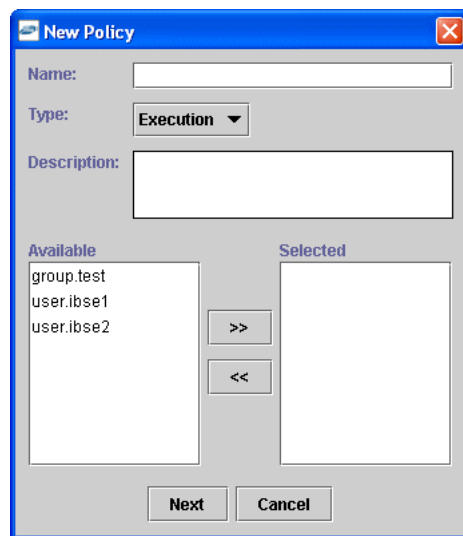 New Policy
Name:
Type:
Execution
Description:
Available
Selected
group.test
user.ibse1
user.ibse2
>>
<<
Next
Cancel